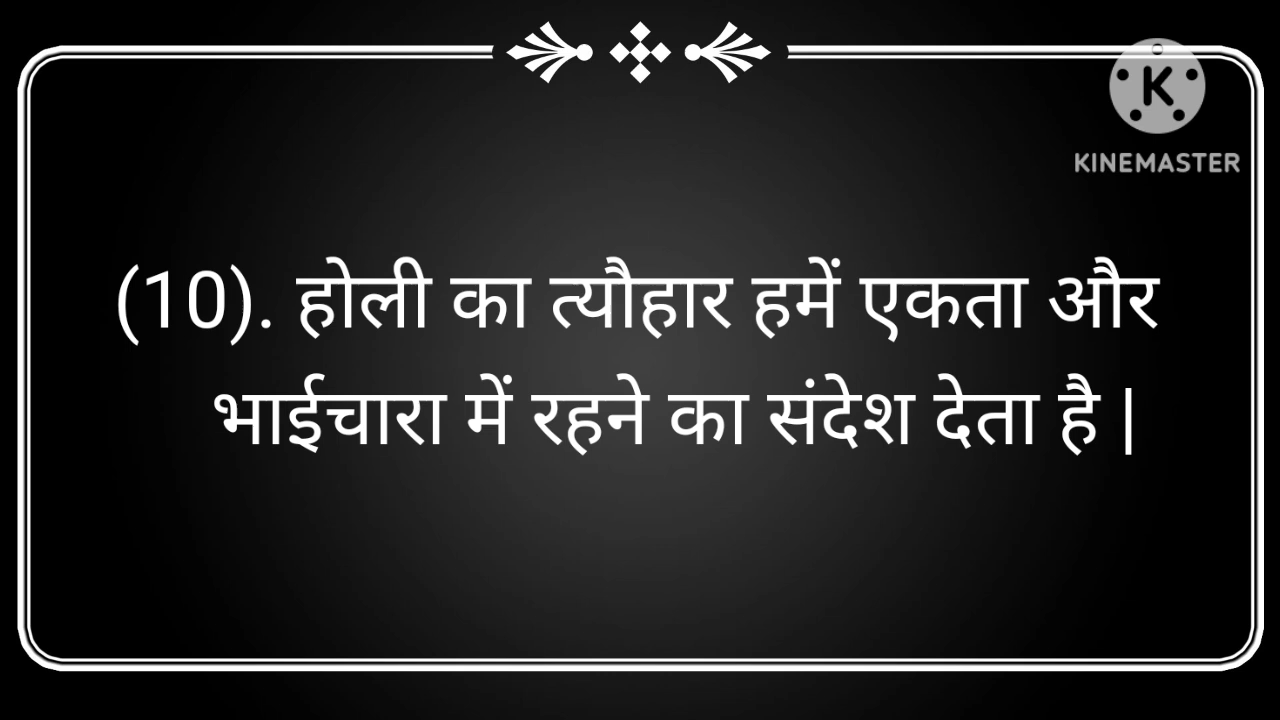 K
KINEMASTER
(10). होली का त्यौहार हमें एकता और
भाईचारा में रहने का संदेश देता है |